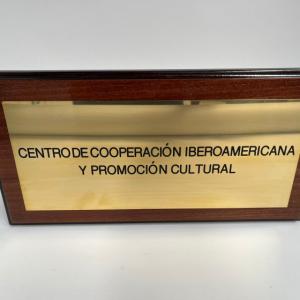 CENTRO DE COOPERACIÓN IBEROAMERICANA
Y PROMOCIÓN CULTURAL